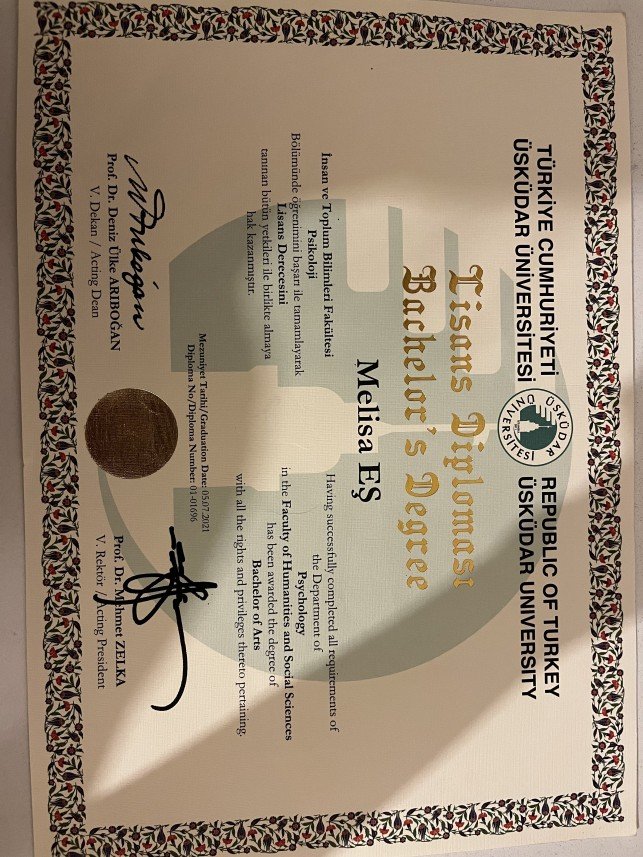 TÜRKİYE CUMHURİYETİ
ÜSKÜDAR ÜNİVERSİTESİ
ÜSKÜDAR
ÜNİVERSİTESİ
REPUBLIC OF TURKEY
ÜSKÜDAR UNIVERSITY
Lisans Diploması
Bachelor's Degree
Melisa EŞ
İnsan ve Toplum Bilimleri Fakültesi
Psikoloji
Bölümünde öğrenimini başarı ile tamamlayarak
Lisans Derecesini
tanınan bütün yetkileri ile birlikte almaya
hak kazanmıştır.
Having successfully completed all requirements of
the Department of
Psychology
in the Faculty of Humanities and Social Sciences
has been awarded the degree of
Bachelor of Arts
with all the rights and privileges thereto pertaining.
Mezuniyet Tarihi/Graduation Date: 05.07.2021
Diploma No/Diploma Number: 01-01696
Prof. Dr. Deniz Ülke ARIBOĞAN
V. Dekan / Acting Dean
Prof. Dr. Mehmet ZELKA
V. Rektör / Acting President